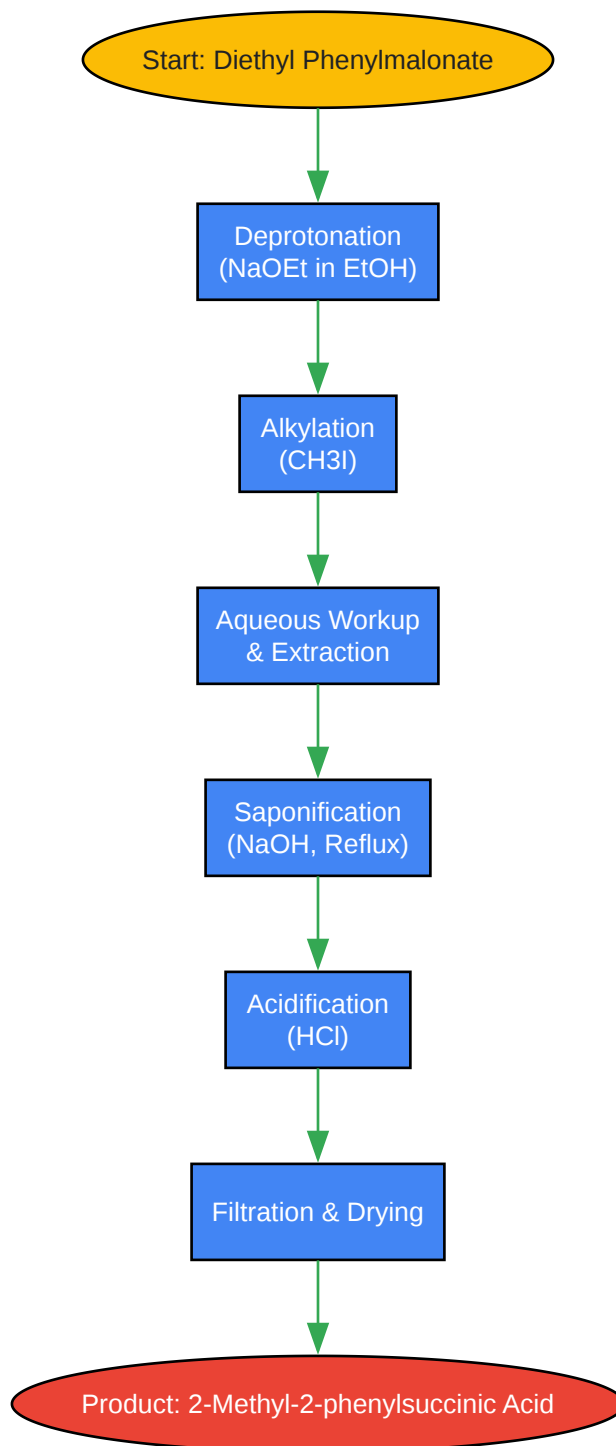 Start: Diethyl Phenylmalonate
Deprotonation
(NaOEt in EtOH)
Alkylation
(CH3I)
Aqueous Workup
& Extraction
Saponification
(NaOH, Reflux)
Acidification
(HCl)
Filtration & Drying
Product: 2-Methyl-2-phenylsuccinic Acid